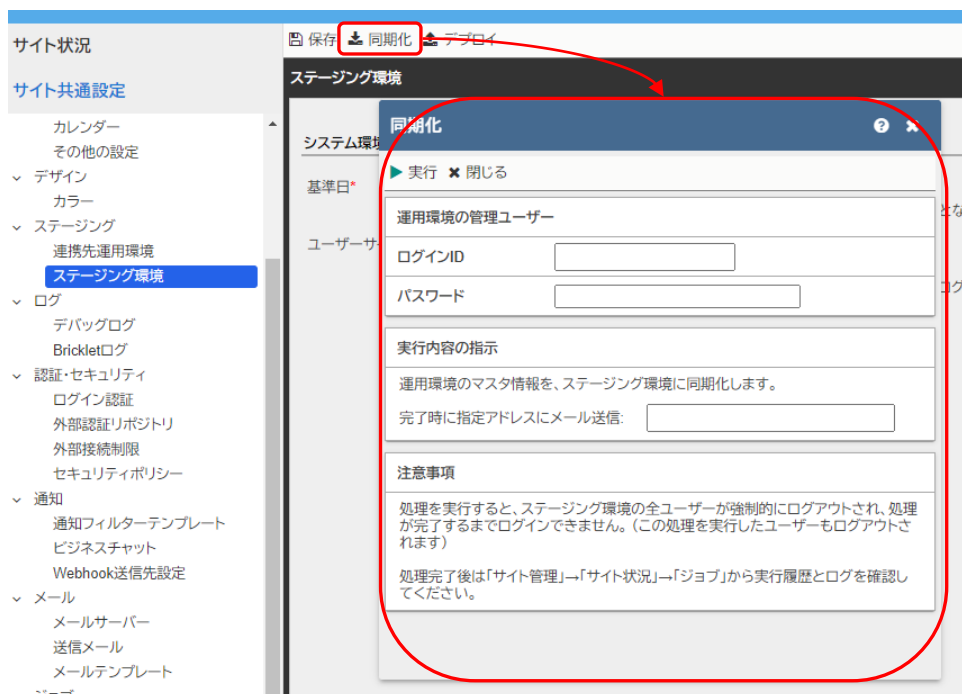 サイト状況
サイト共通設定
カレンダー
その他の設定
デザイン
カラー
ステージング
連携先運用環境
ステージング環境
ログ
デバッグログ
Brickletログ
認証・セキュリティ
ログイン認証
外部認証リポジトリ
外部接続制限
セキュリティポリシー
通知
通知フィルターテンプレート
ビジネスチャット
Webhook送信先設定
メール
メールサーバー
送信メール
メールテンプレート
ジョブ
保存 同期化 デプロイ
ステージング環境
システム環境
基準日*
ユーザーサ
同期化
実行 閉じる
運用環境の管理ユーザー
ログインID
パスワード
実行内容の指示
運用環境のマスタ情報を、ステージング環境に同期化します。
完了時に指定アドレスにメール送信:
注意事項
処理を実行すると、ステージング環境の全ユーザーが強制的にログアウトされ、処理
が完了するまでログインできません。（この処理を実行したユーザーもログアウトさ
れます）
処理完了後は「サイト管理」→「サイト状況」→「ジョブ」から実行履歴とログを確認し
てください。